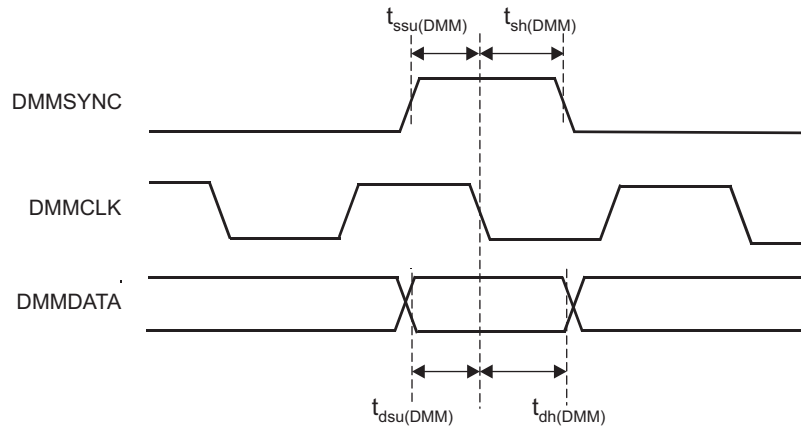 tssu(DMM) tsh(DMM)
DMMSYNC
DMMCLK
DMMDATA
tdsu(DMM) tdh(DMM)